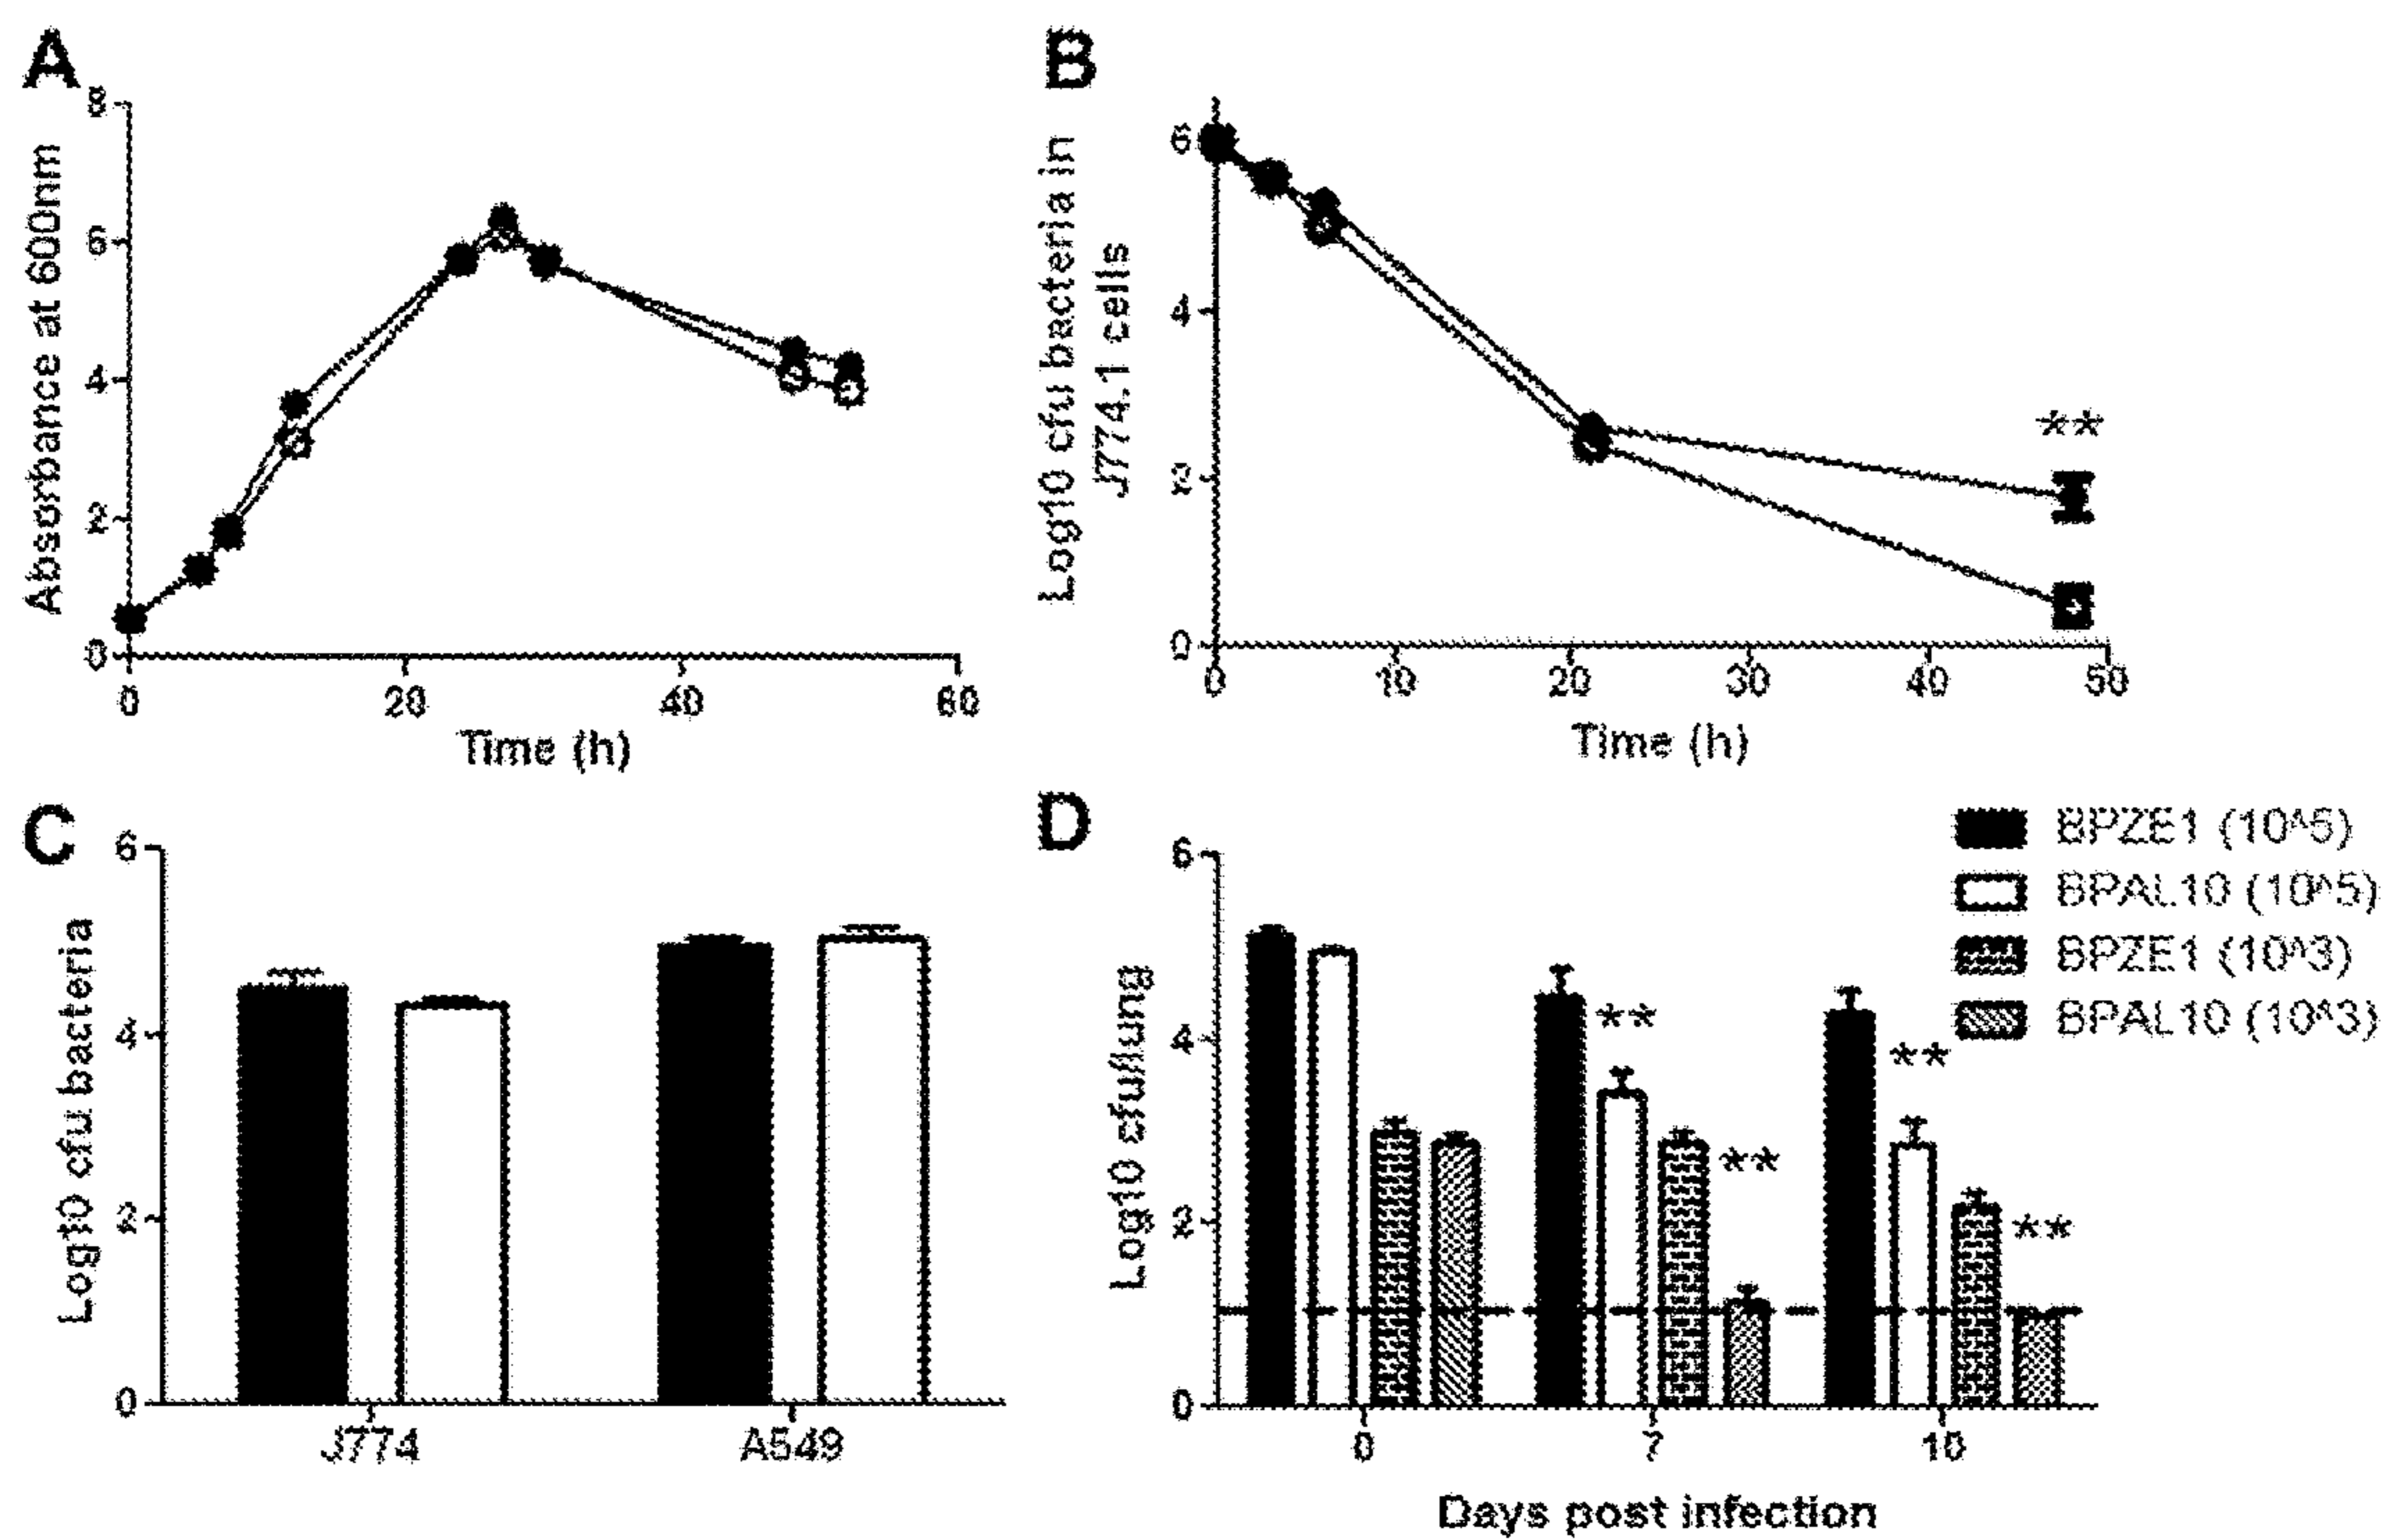 A
8
6
4
2
0
Absorbance at 600nm
0 20 40 60
Time (h)
B
6
4
2
0
Log10 cfu bacteria in
J774.1 cells
**
0 10 20 30 40 50
Time (h)
C
6
4
2
0
Log10 cfu bacteria
J774 A549
D
6
4
2
0
Log10 cfu/lung
BPZE1 (10^5)
BPAL10 (10^5)
BPZE1 (10^3)
BPAL10 (10^3)
**
**
**
**
0 7 10
Days post infection